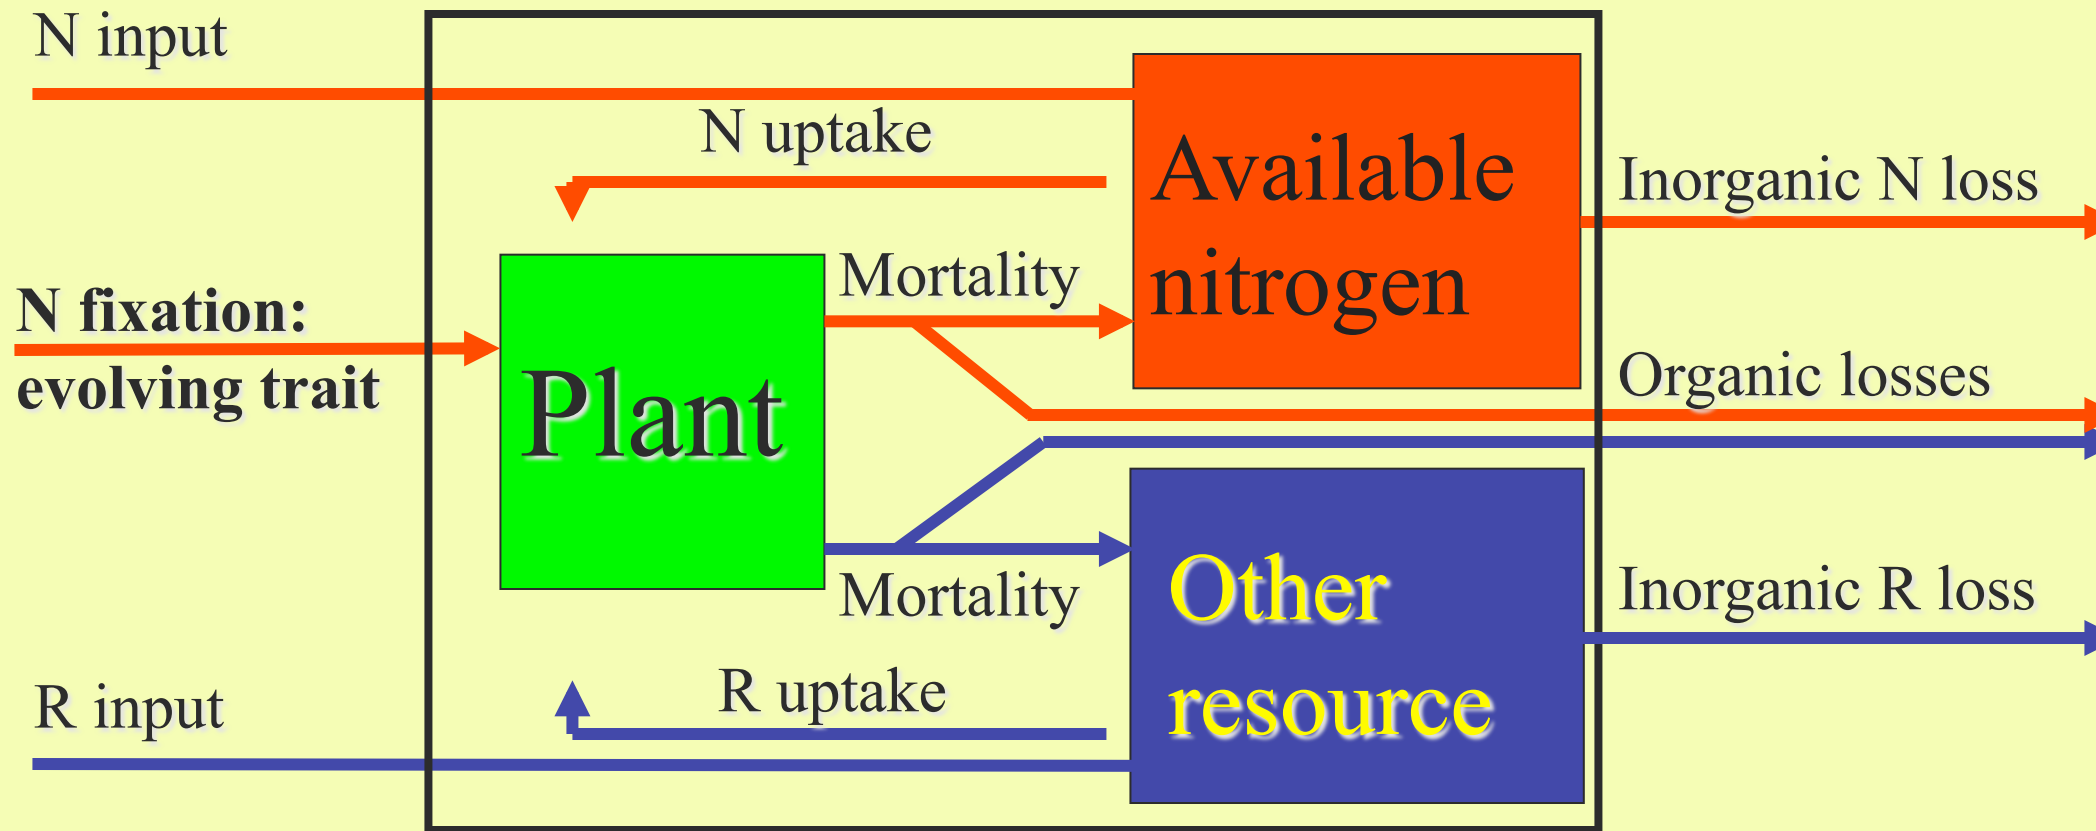 N input
N uptake
Available
nitrogen
Inorganic N loss
Mortality
N fixation:
evolving trait
Plant
Organic losses
Mortality
Other
resource
Inorganic R loss
R uptake
R input